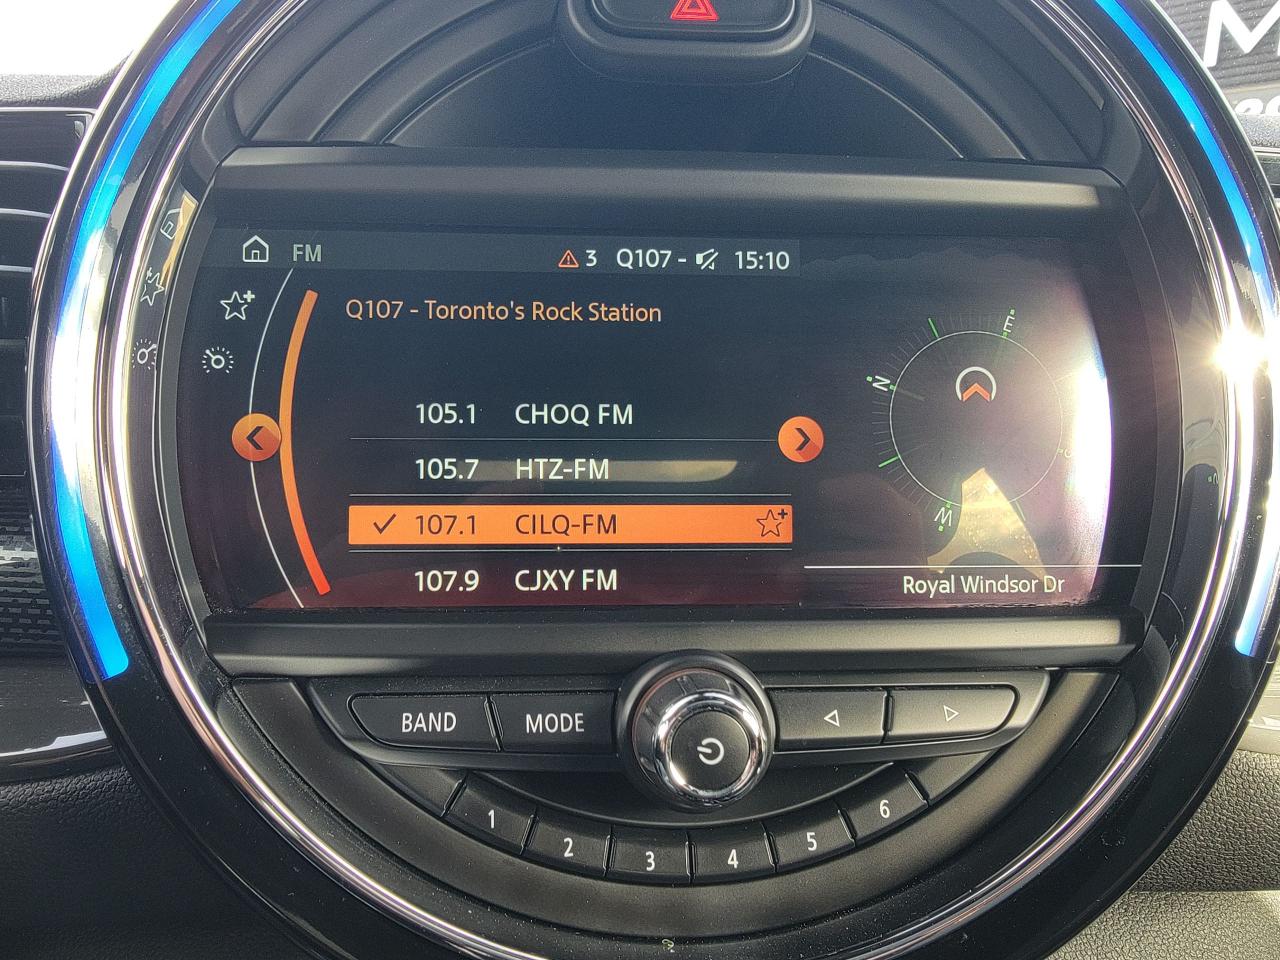 FM
3 Q107 - 15:10
Q107 - Toronto's Rock Station
105.1 CHOQ FM
105.7 HTZ-FM
107.1 CILQ-FM
107.9 CJXY FM
E
N
W
Royal Windsor Dr
BAND
MODE
1
2
3
4
5
6